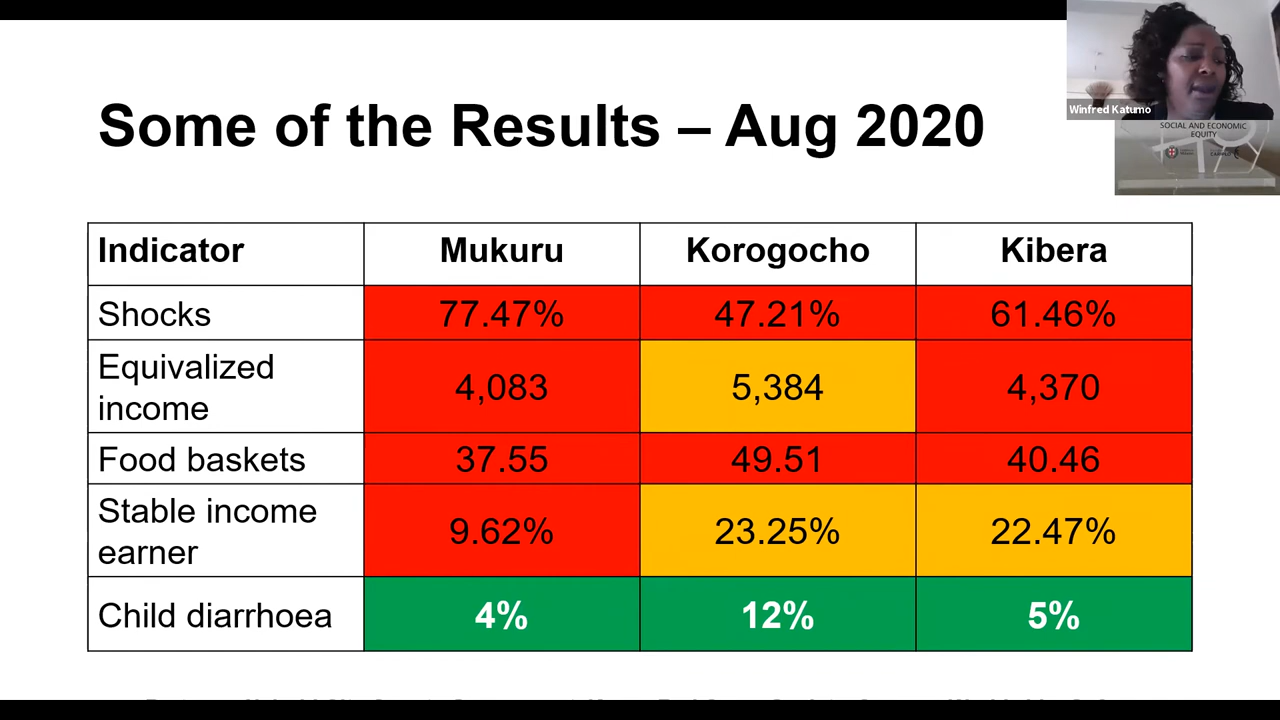 Some of the Results – Aug 2020
Winfred Katumo
SOCIAL AND ECONOMIC
EQUITY
Indicator Mukuru Korogocho Kibera
Shocks 77.47% 47.21% 61.46%
Equivalized
income 4,083 5,384 4,370
Food baskets 37.55 49.51 40.46
Stable income
earner 9.62% 23.25% 22.47%
Child diarrhoea 4% 12% 5%